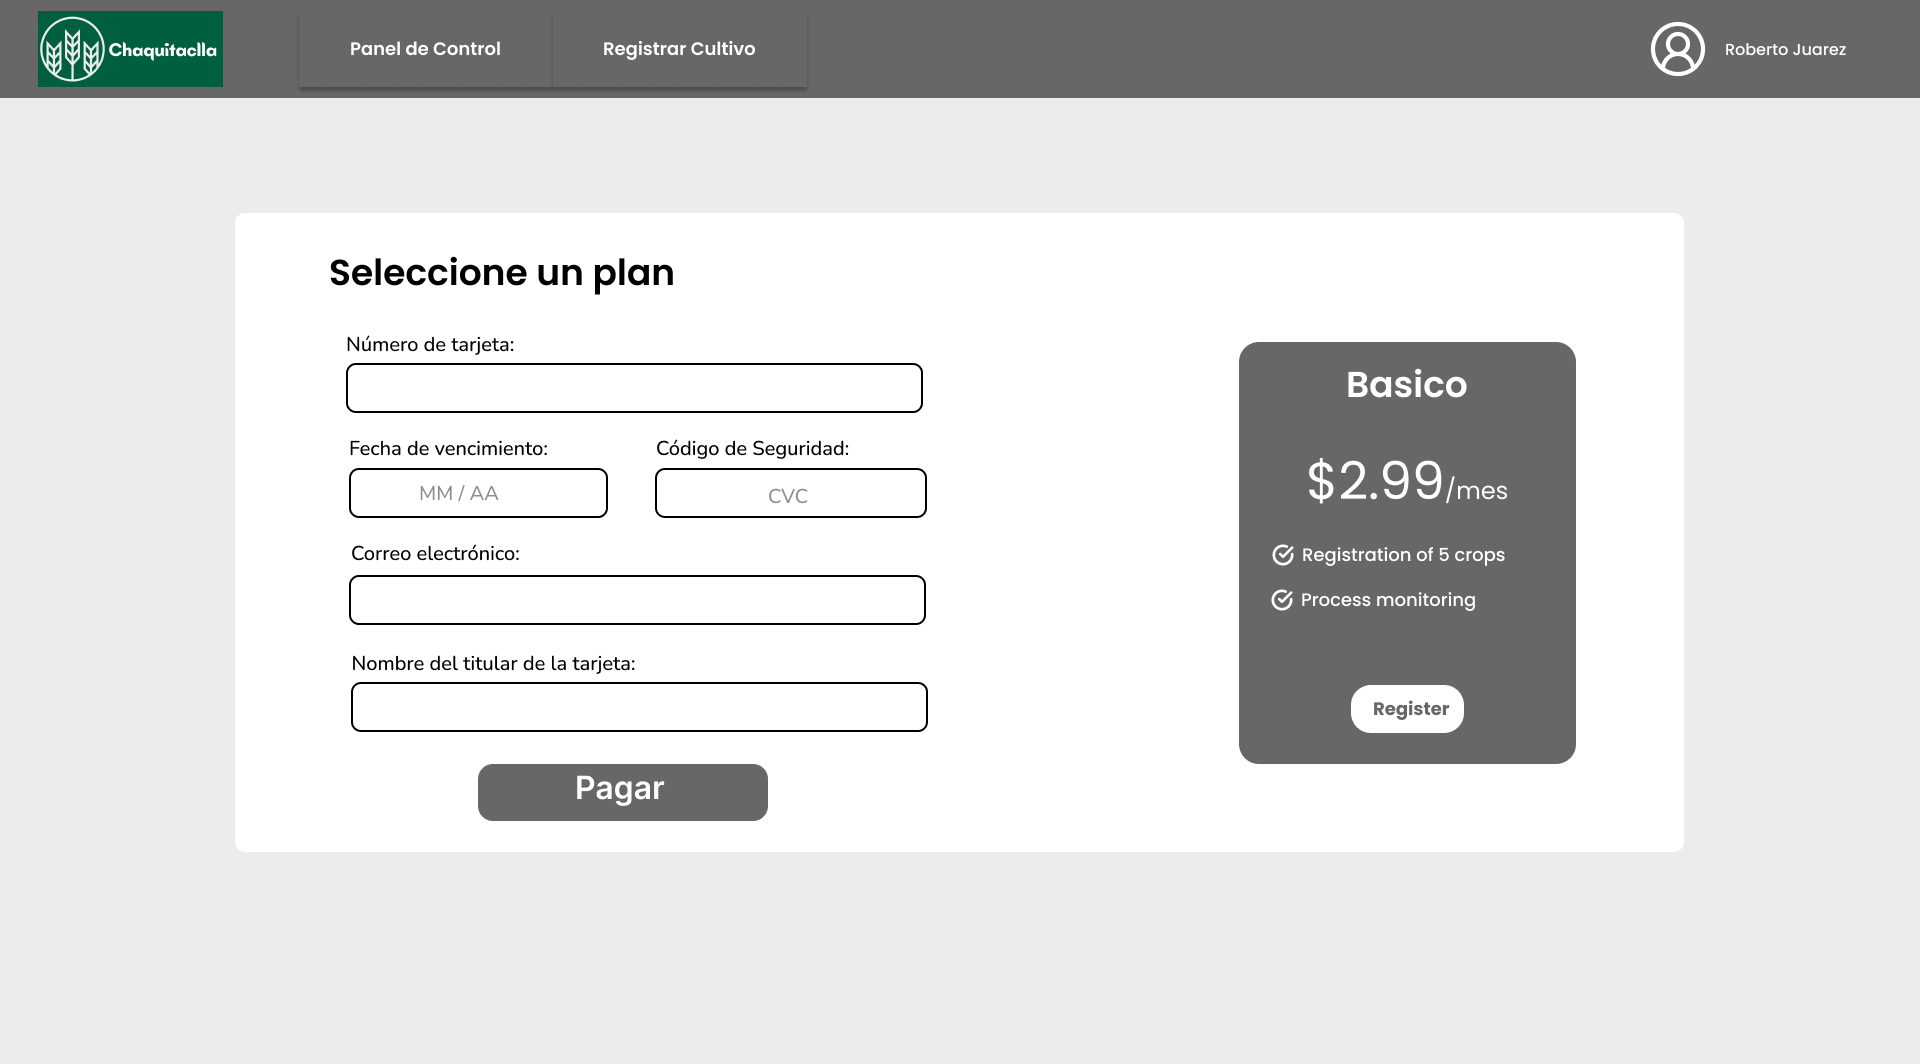 Chaquitaclla
Panel de Control
Registrar Cultivo
Roberto Juarez
Seleccione un plan
Número de tarjeta:
Fecha de vencimiento:
Código de Seguridad:
MM / AA
CVC
Correo electrónico:
Nombre del titular de la tarjeta:
Pagar
Basico
$2.99/mes
Registration of 5 crops
Process monitoring
Register